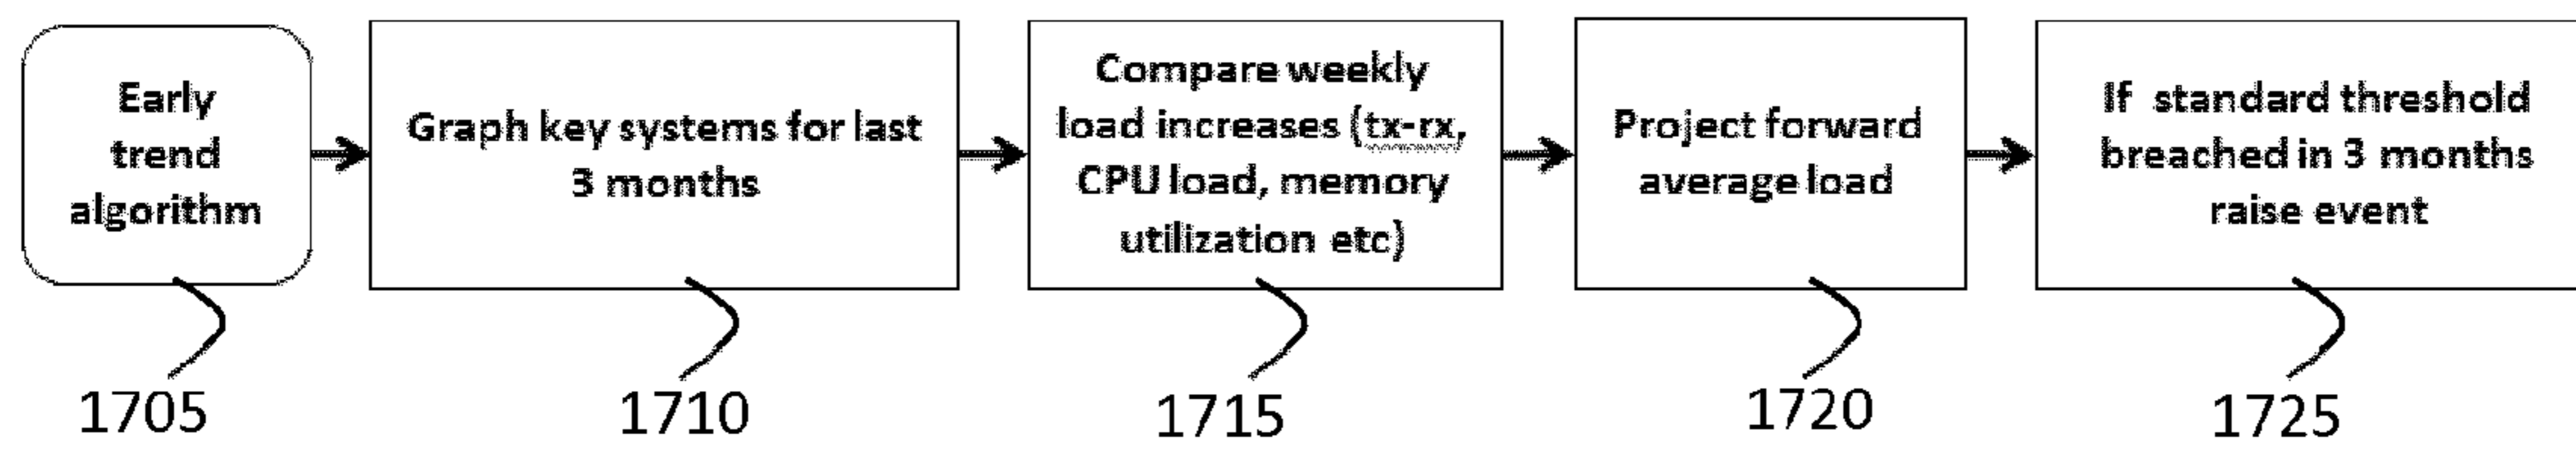 Early
trend
algorithm
Graph key systems for last
3 months
Compare weekly
load increases (tx-rx,
CPU load, memory
utilization etc)
Project forward
average load
If standard threshold
breached in 3 months
raise event
1705
1710
1715
1720
1725